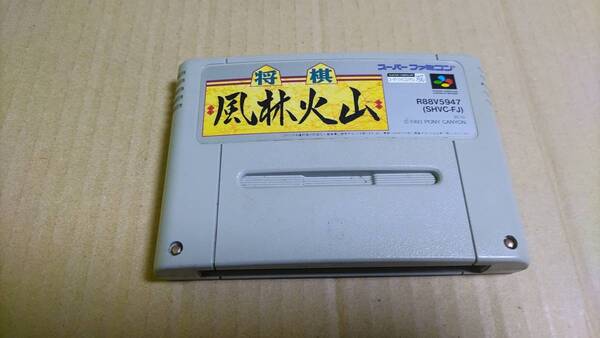 将棋
風林火山
スーパーファミコン
R88V5947
(SHVC-FJ)
©1993 PONY CANYON